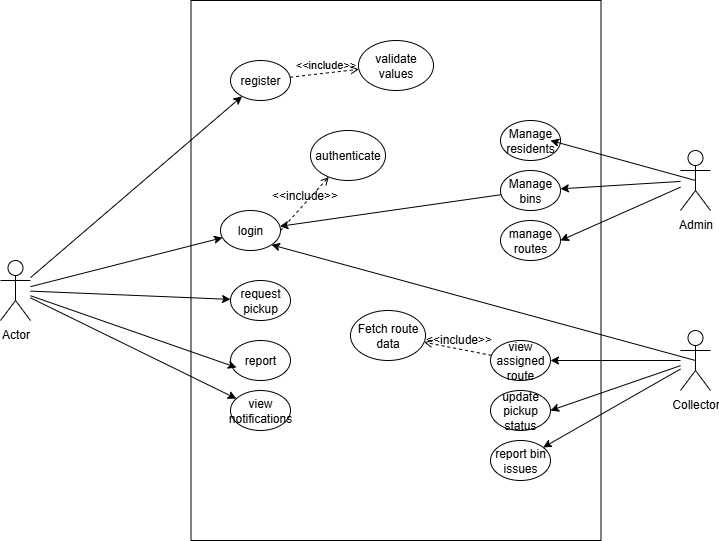 <<include>>
validate
values
register
authenticate
<<include>>
Manage
residents
Manage
bins
Admin
login
manage
routes
request
pickup
Actor
Fetch route
data
<<include>>
view
assigned
route
report
update
pickup
status
Collector
view
notifications
report bin
issues